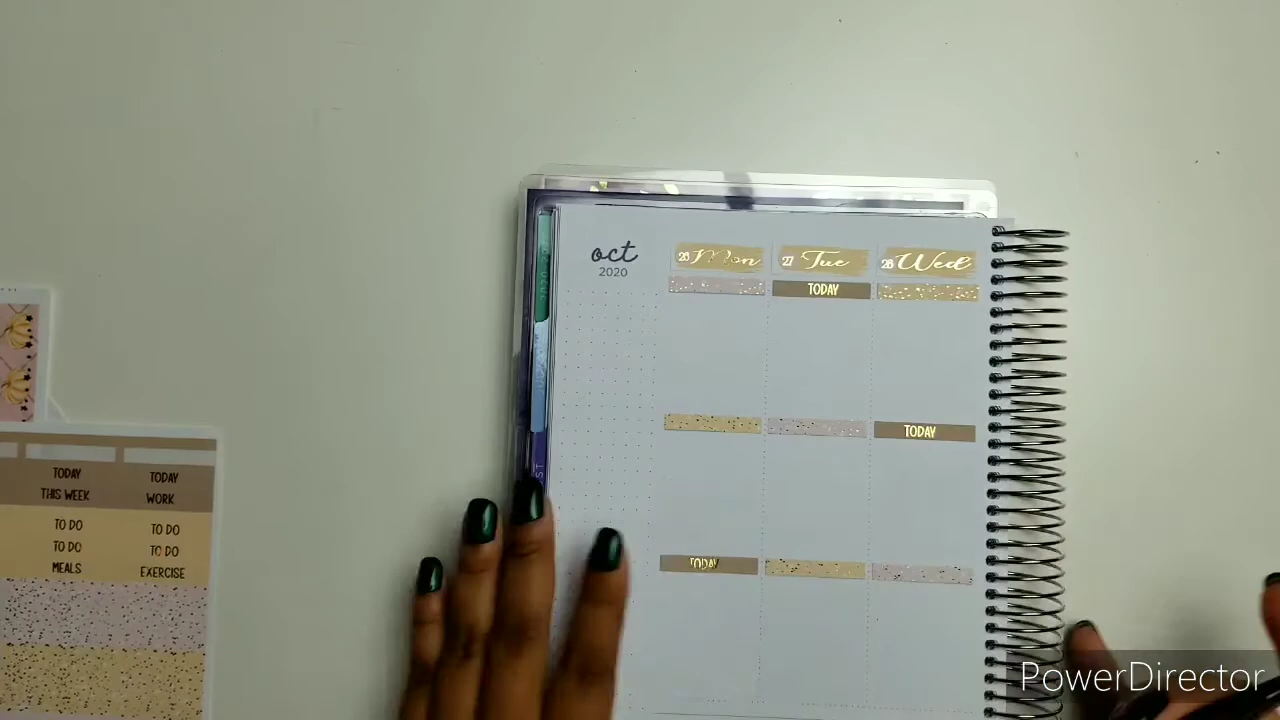 oct
2020
26 Mon
27 Tue
28 Wed
TODAY
TODAY
TODAY
TODAY TODAY
THIS WEEK WORK
TO DO TO DO
TO DO TO DO
MEALS EXERCISE
PowerDirector